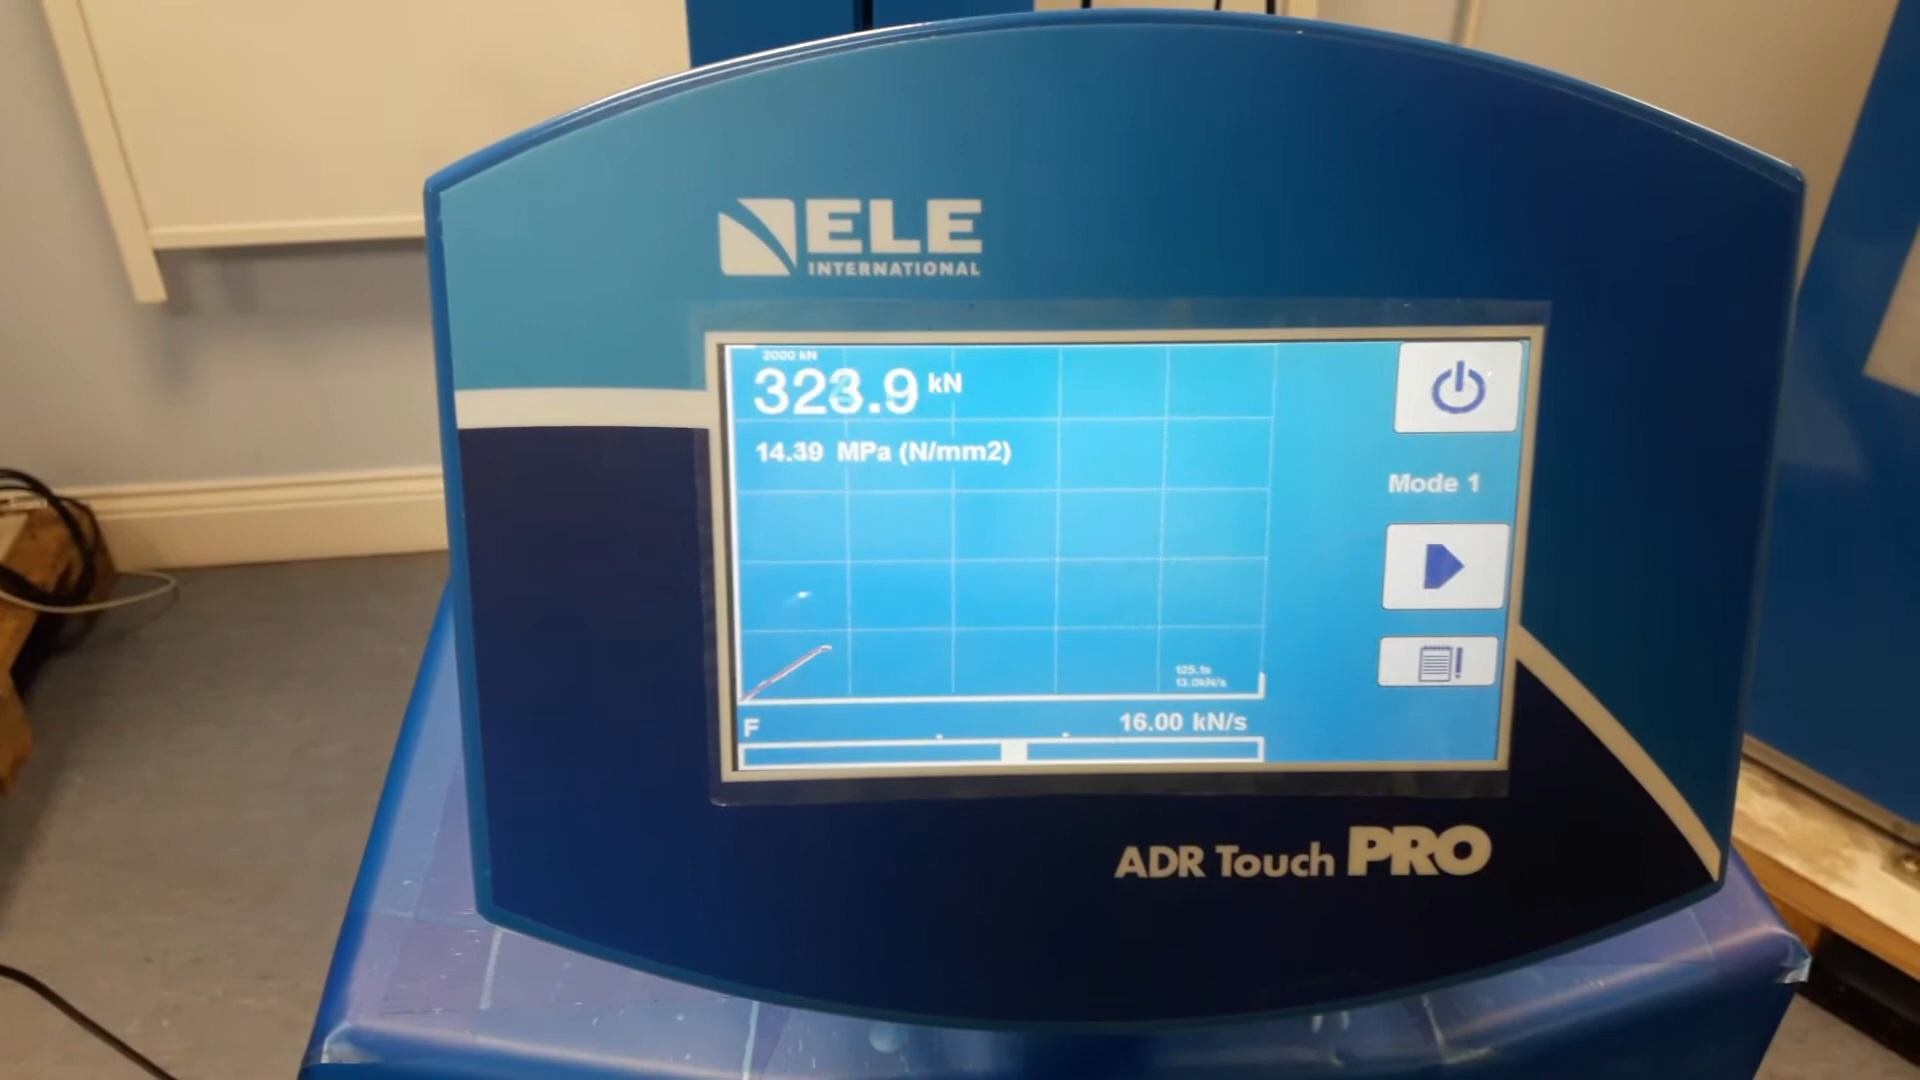 ELE
INTERNATIONAL
2000 kN
323.9 kN
14.39 MPa (N/mm2)
Mode 1
125.1s
13.0kN/s
F
16.00 kN/s
ADR Touch PRO